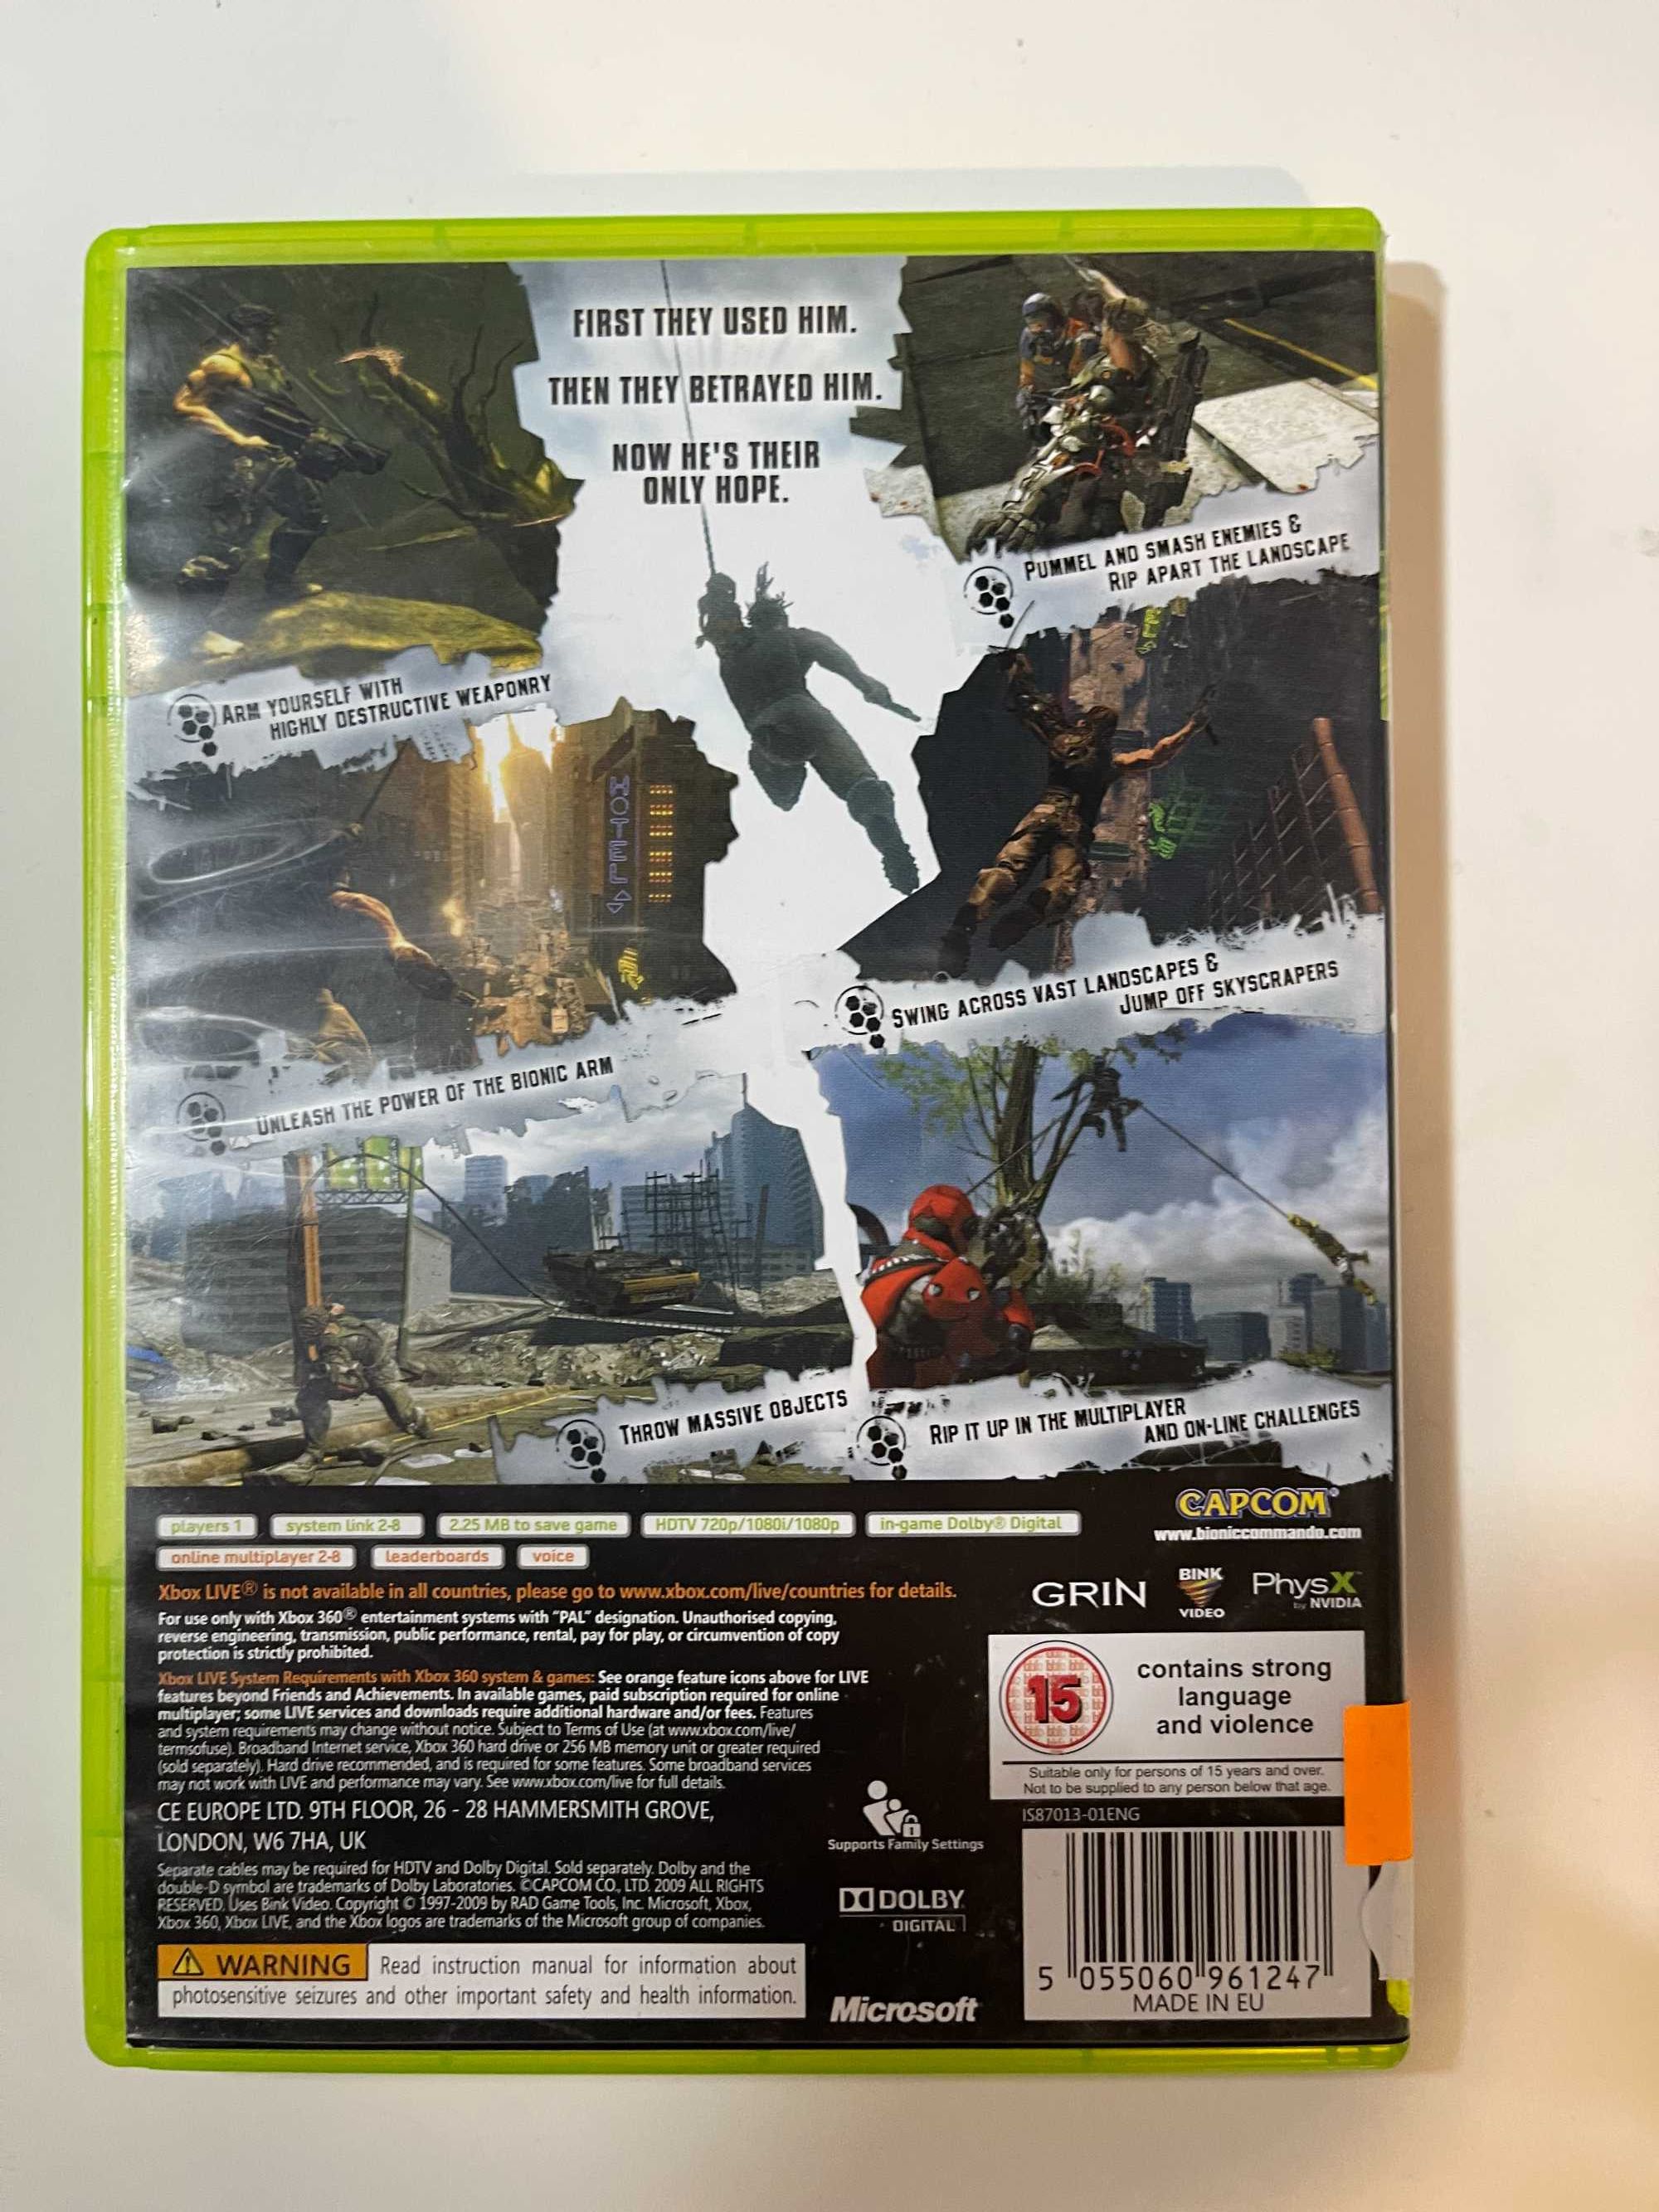 FIRST THEY USED HIM.
THEN THEY BETRAYED HIM.
NOW HE'S THEIR
ONLY HOPE.
PUMMEL AND SMASH ENEMIES &
RIP APART THE LANDSCAPE
ARM YOURSELF WITH
HIGHLY DESTRUCTIVE WEAPONRY
HOTEL
SWING ACROSS VAST LANDSCAPES &
JUMP OFF SKYSCRAPERS
UNLEASH THE POWER OF THE BIONIC ARM
THROW MASSIVE OBJECTS
RIP IT UP IN THE MULTIPLAYER
AND ON-LINE CHALLENGES
players 1
system link 2-8
2.25 MB to save game
HDTV 720p/1080i/1080p
in-game Dolby® Digital
online multiplayer 2-8
leaderboards
voice
CAPCOM®
www.bioniccommando.com
Xbox LIVE® is not available in all countries, please go to www.xbox.com/live/countries for details.
GRIN
BINK
VIDEO
PhysX
by NVIDIA
For use only with Xbox 360® entertainment systems with "PAL" designation. Unauthorised copying,
reverse engineering, transmission, public performance, rental, pay for play, or circumvention of copy
protection is strictly prohibited.
Xbox LIVE System Requirements with Xbox 360 system & games: See orange feature icons above for LIVE
features beyond Friends and Achievements. In available games, paid subscription required for online
multiplayer; some LIVE services and downloads require additional hardware and/or fees. Features
and system requirements may change without notice. Subject to Terms of Use (at www.xbox.com/live/
termsofuse). Broadband Internet service, Xbox 360 hard drive or 256 MB memory unit or greater required
(sold separately). Hard drive recommended, and is required for some features. Some broadband services
may not work with LIVE and performance may vary. See www.xbox.com/live for full details.
CE EUROPE LTD. 9TH FLOOR, 26 - 28 HAMMERSMITH GROVE,
LONDON, W6 7HA, UK
Separate cables may be required for HDTV and Dolby Digital. Sold separately. Dolby and the
double-D symbol are trademarks of Dolby Laboratories. ©CAPCOM CO., LTD. 2009 ALL RIGHTS
RESERVED. Uses Bink Video. Copyright © 1997-2009 by RAD Game Tools, Inc. Microsoft, Xbox,
Xbox 360, Xbox LIVE, and the Xbox logos are trademarks of the Microsoft group of companies.
WARNING Read instruction manual for information about
photosensitive seizures and other important safety and health information.
Supports Family Settings
DOLBY
DIGITAL
Microsoft
15
contains strong
language
and violence
Suitable only for persons of 15 years and over.
Not to be supplied to any person below that age.
IS87013-01ENG
5 055060 961247
MADE IN EU